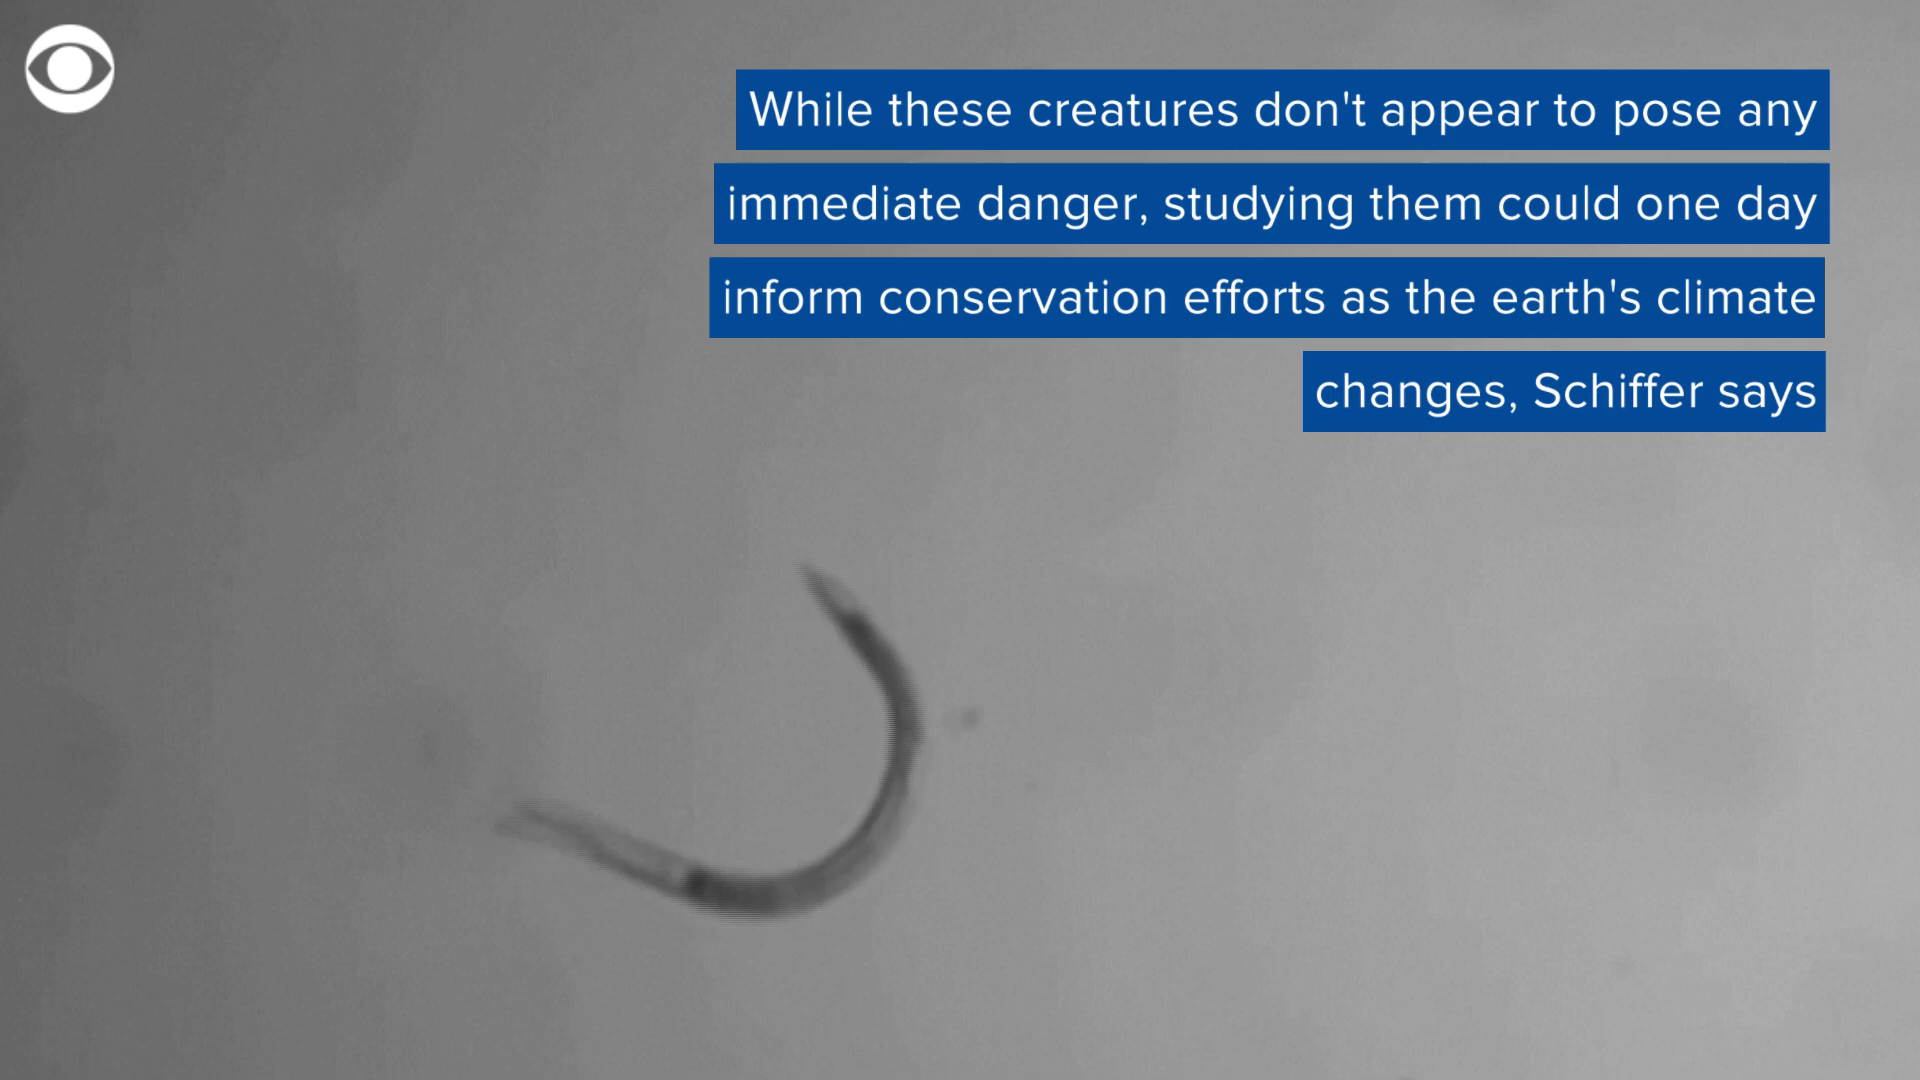 While these creatures don't appear to pose any
immediate danger, studying them could one day
inform conservation efforts as the earth's climate
changes, Schiffer says